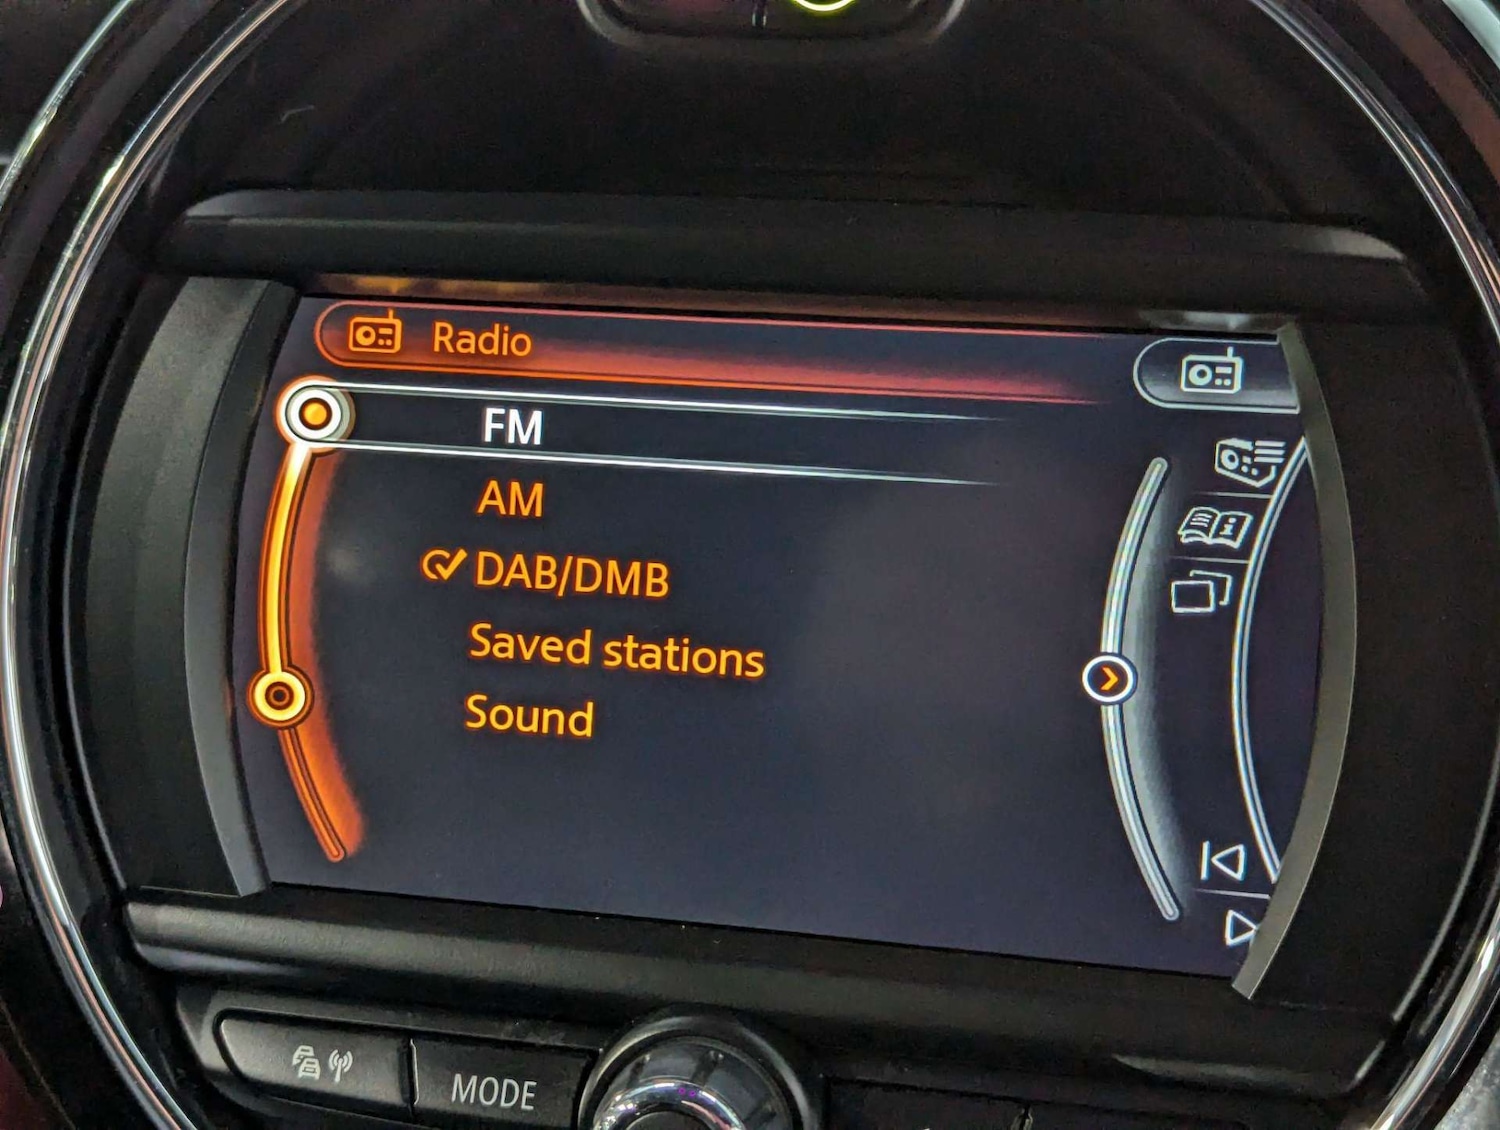 Radio
FM
AM
DAB/DMB
Saved stations
Sound
MODE